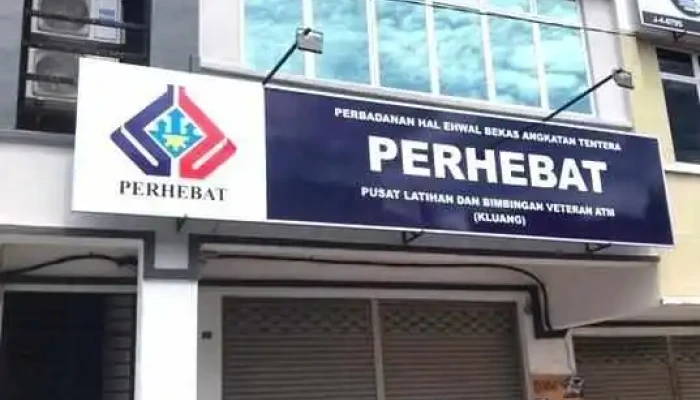 PERHEBAT
PERBADANAN HAL EHWAL BEKAS ANGKATAN TENTERA
PERHEBAT
PUSAT LATIHAN DAN BIMBINGAN VETERAN ATM
(KLUANG)